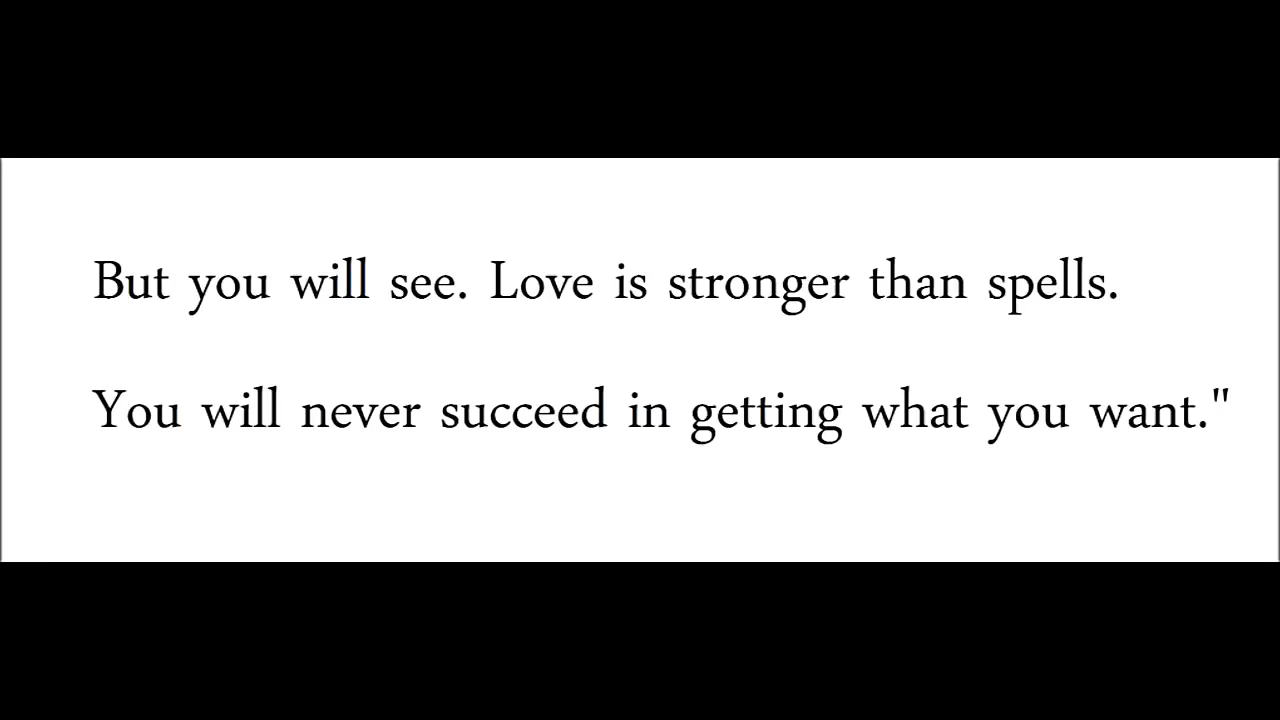 But you will see. Love is stronger than spells.
You will never succeed in getting what you want."